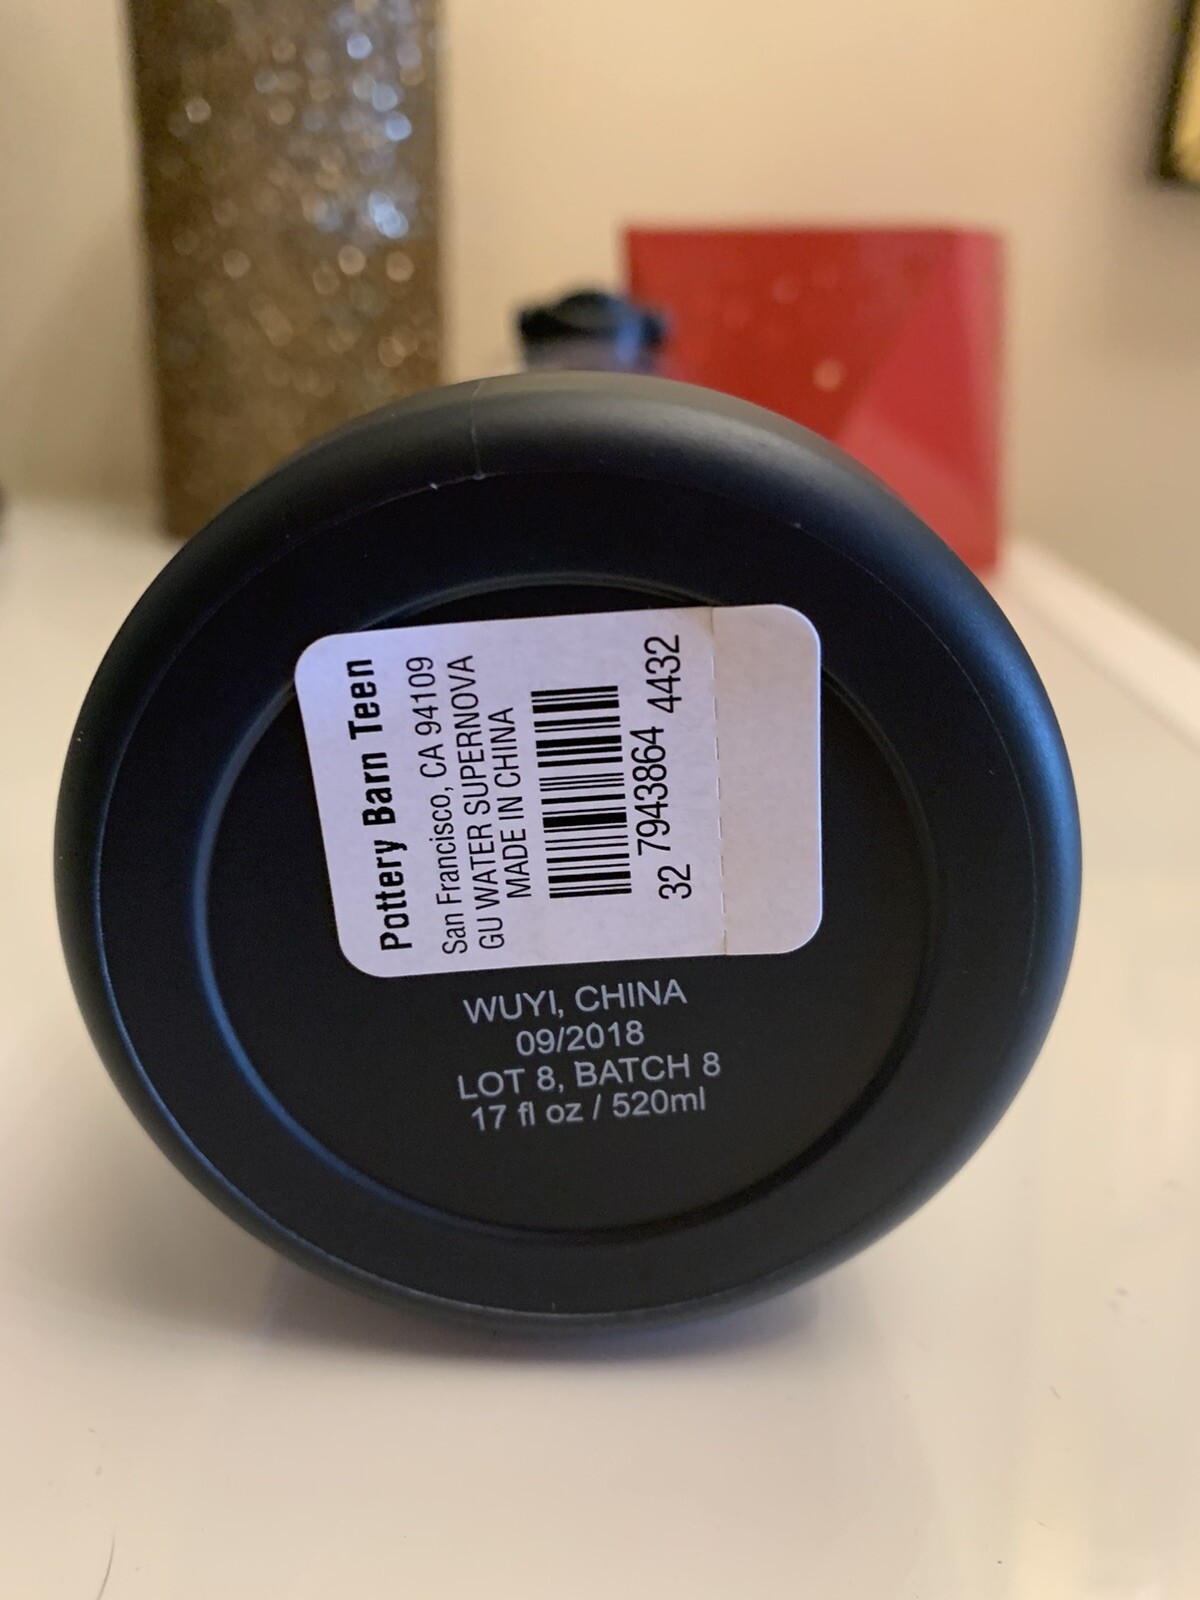 Pottery Barn Teen
San Francisco, CA 94109
GU WATER SUPERNOVA
MADE IN CHINA
32 7943864 4432
WUYI, CHINA
09/2018
LOT 8, BATCH 8
17 fl oz / 520ml